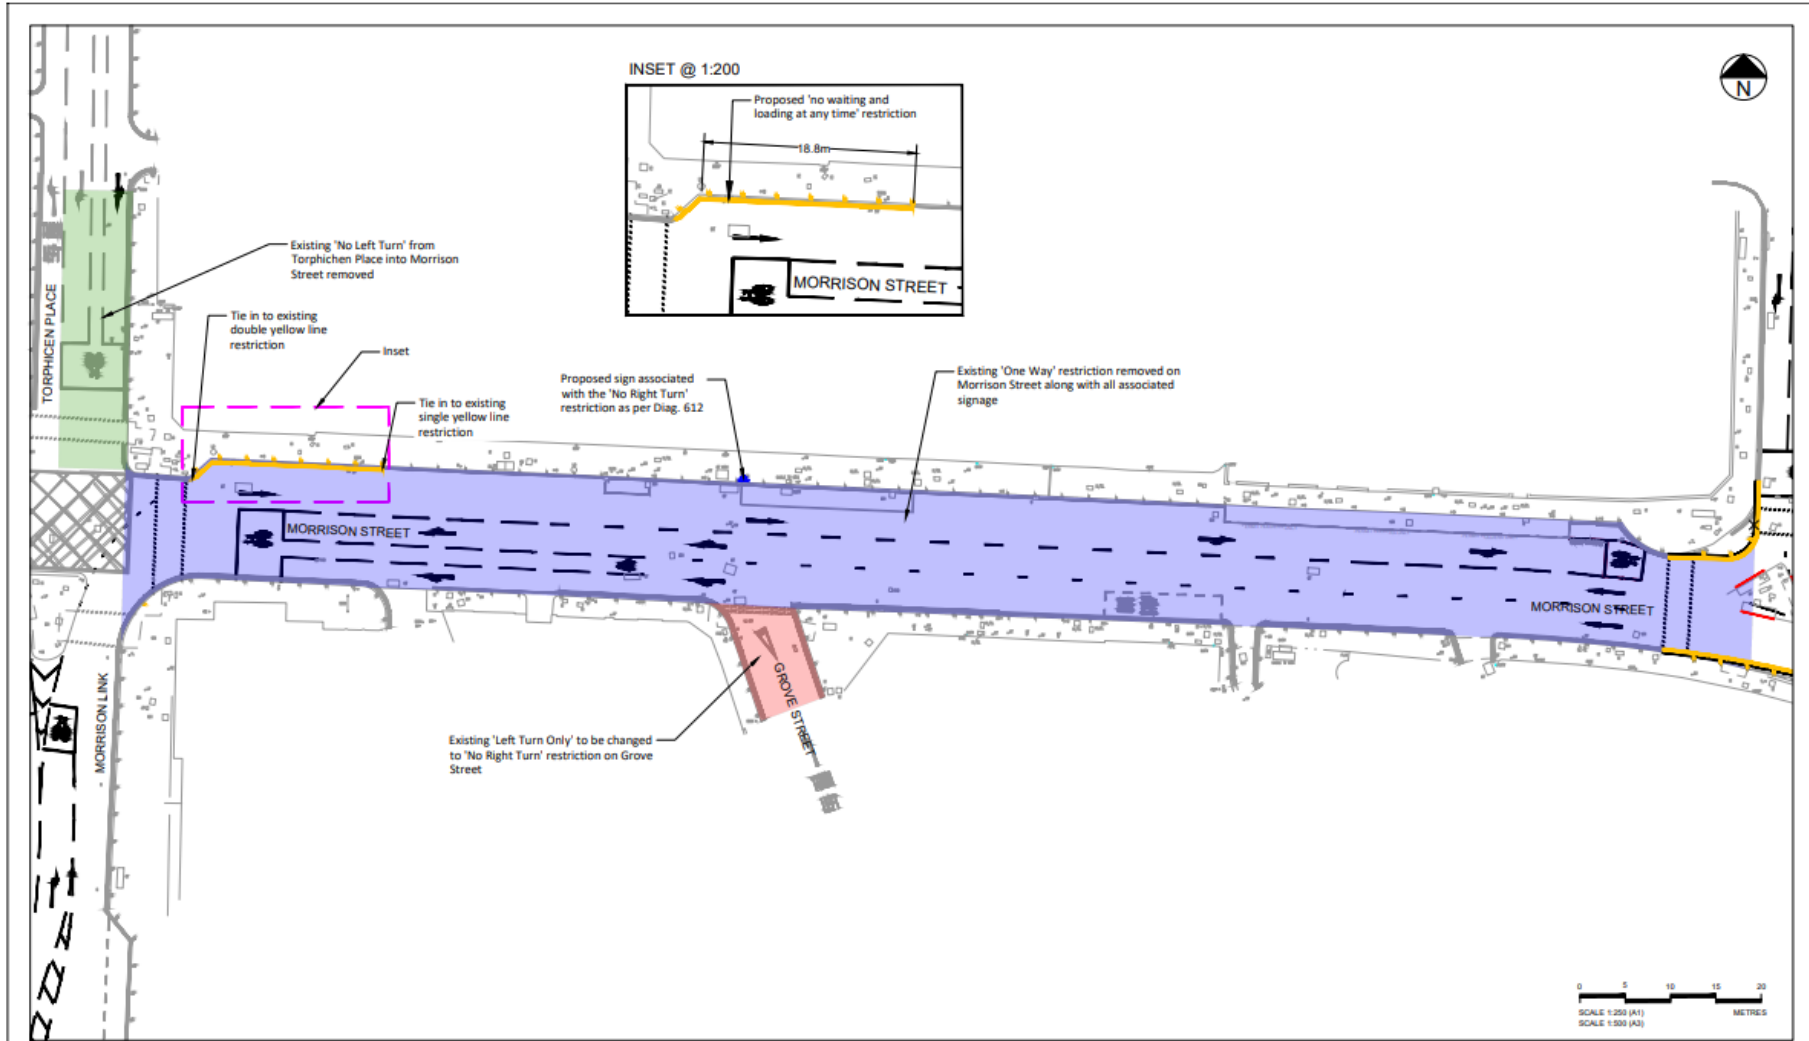 INSET @ 1:200
N
Proposed 'no waiting and
loading at any time' restriction
18.8m
MORRISON STREET
Existing 'No Left Turn' from
Torphichen Place into Morrison
Street removed
TORPHICEN PLACE
Tie in to existing
double yellow line
restriction
Inset
Tie in to existing
single yellow line
restriction
Proposed sign associated
with the 'No Right Turn'
restriction as per Diag. 612
Existing 'One Way' restriction removed on
Morrison Street along with all associated
signage
MORRISON STREET
MORRISON STREET
GROVE STREET
MORRISON LINK
Existing 'Left Turn Only' to be changed
to 'No Right Turn' restriction on Grove
Street
0 5 10 15 20
SCALE 1:250 (A1) METRES
SCALE 1:500 (A3)